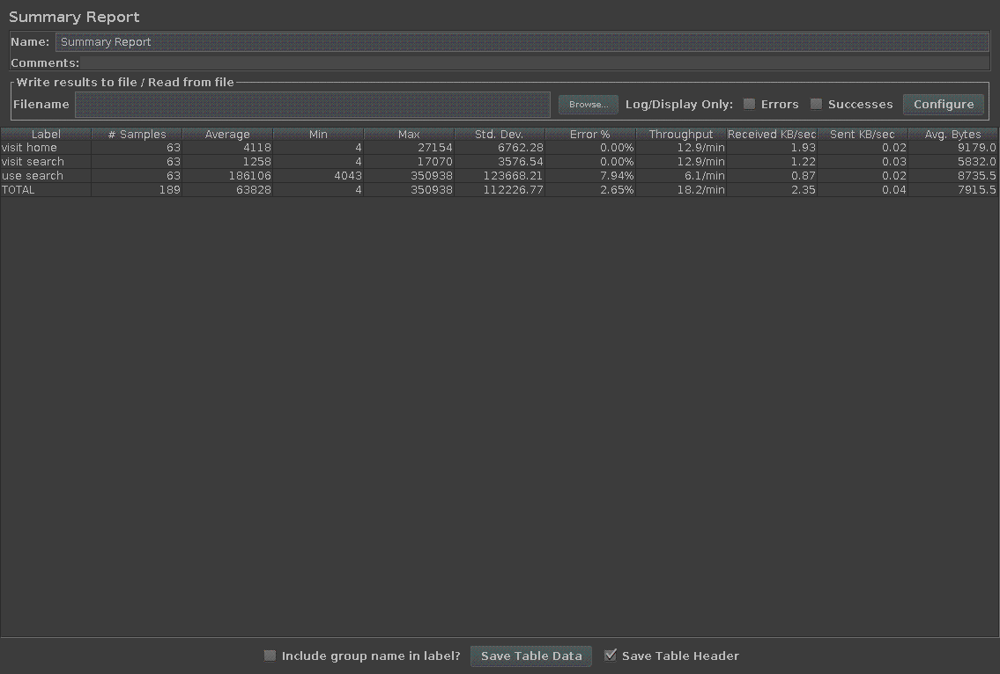 Summary Report
Name: Summary Report
Comments:
Write results to file / Read from file
Filename Browse... Log/Display Only: Errors Successes Configure
Label # Samples Average Min Max Std. Dev. Error % Throughput Received KB/sec Sent KB/sec Avg. Bytes
visit home 63 4118 4 27154 6762.28 0.00% 12.9/min 1.93 0.02 9179.0
visit search 63 1258 4 17070 3576.54 0.00% 12.9/min 1.22 0.03 5832.0
use search 63 186106 4043 350938 123668.21 7.94% 6.1/min 0.87 0.02 8735.5
TOTAL 189 63828 4 350938 112226.77 2.65% 18.2/min 2.35 0.04 7915.5
Include group name in label? Save Table Data Save Table Header